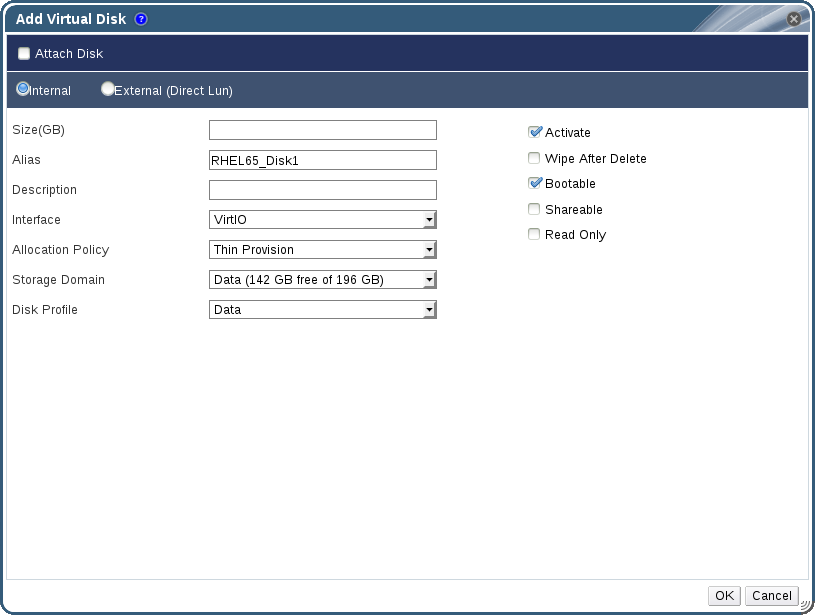 Add Virtual Disk ?
Attach Disk
Internal External (Direct Lun)
Size(GB)
Alias RHEL65_Disk1
Description
Interface VirtIO
Allocation Policy Thin Provision
Storage Domain Data (142 GB free of 196 GB)
Disk Profile Data
Activate
Wipe After Delete
Bootable
Shareable
Read Only
OK Cancel